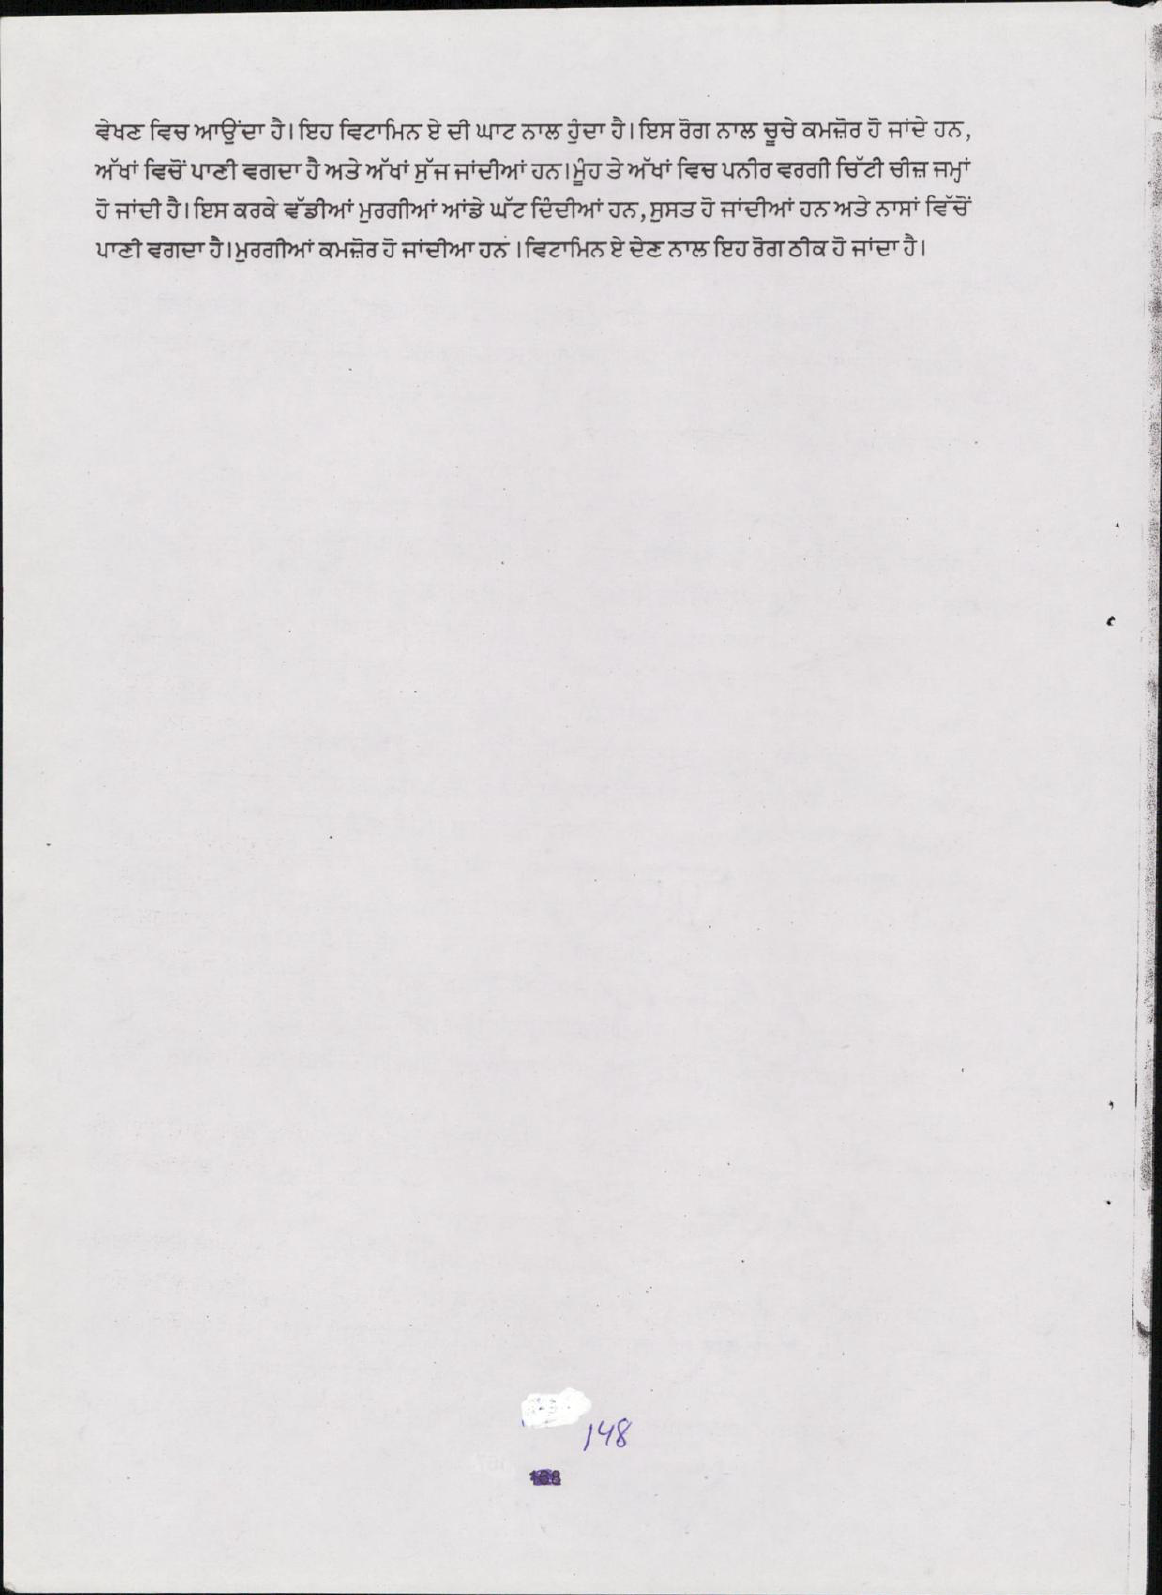 ਵੇਖਣ ਵਿਚ ਆਉਂਦਾ ਹੈ। ਇਹ ਵਿਟਾਮਿਨ ਏ ਦੀ ਘਾਟ ਨਾਲ ਹੁੰਦਾ ਹੈ। ਇਸ ਰੋਗ ਨਾਲ ਚੂਚੇ ਕਮਜ਼ੋਰ ਹੋ ਜਾਂਦੇ ਹਨ,
ਅੱਖਾਂ ਵਿਚੋਂ ਪਾਣੀ ਵਗਦਾ ਹੈ ਅਤੇ ਅੱਖਾਂ ਸੁੱਜ ਜਾਂਦੀਆਂ ਹਨ।ਮੂੰਹ ਤੇ ਅੱਖਾਂ ਵਿਚ ਪਨੀਰ ਵਰਗੀ ਚਿੱਟੀ ਚੀਜ਼ ਜਮ੍ਹਾਂ
ਹੋ ਜਾਂਦੀ ਹੈ। ਇਸ ਕਰਕੇ ਵੱਡੀਆਂ ਮੁਰਗੀਆਂ ਆਂਡੇ ਘੱਟ ਦਿੰਦੀਆਂ ਹਨ,ਸੁਸਤ ਹੋ ਜਾਂਦੀਆਂ ਹਨ ਅਤੇ ਨਾਸਾਂ ਵਿੱਚੋਂ
ਪਾਣੀ ਵਗਦਾ ਹੈ।ਮੁਰਗੀਆਂ ਕਮਜ਼ੋਰ ਹੋ ਜਾਂਦੀਆ ਹਨ । ਵਿਟਾਮਿਨ ਏ ਦੇਣ ਨਾਲ ਇਹ ਰੋਗ ਠੀਕ ਹੋ ਜਾਂਦਾ ਹੈ।
148